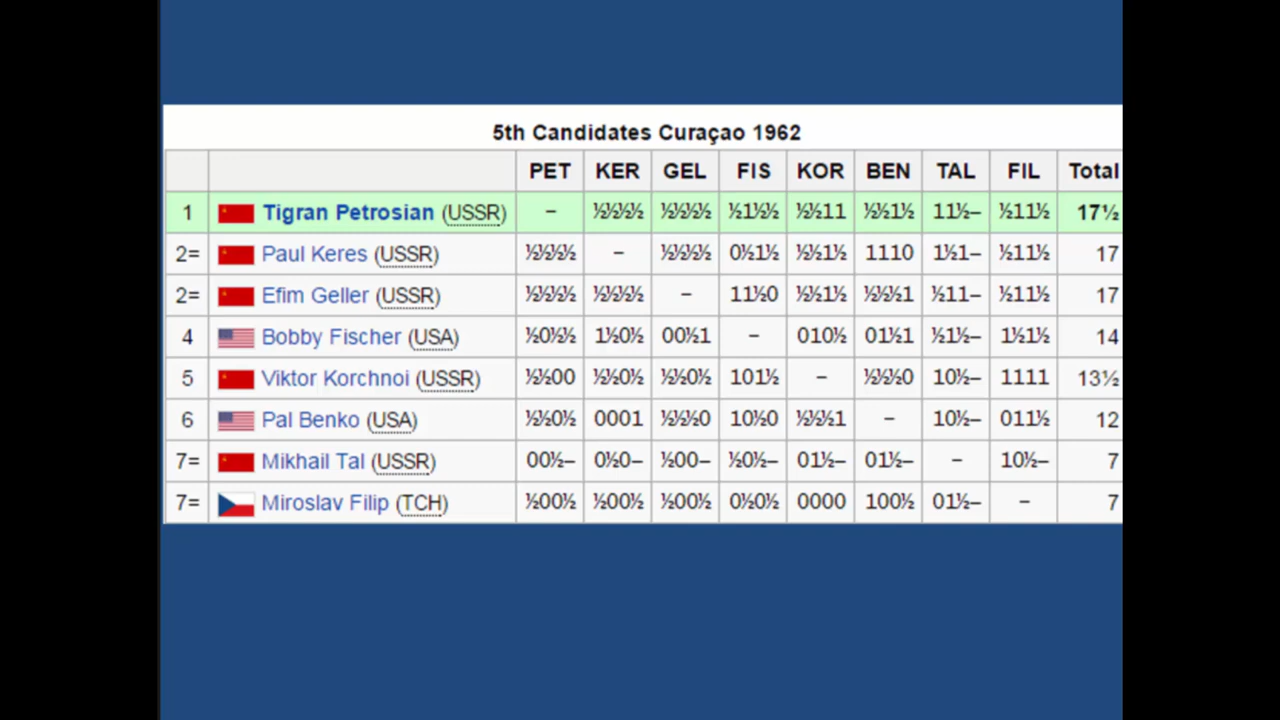 5th Candidates Curaçao 1962
PET KER GEL FIS KOR BEN TAL FIL Total
1 Tigran Petrosian (USSR) – ½½½½ ½½½½ ½1½½ ½½11 ½½1½ 11½– ½11½ 17½
2= Paul Keres (USSR) ½½½½ – ½½½½ 0½1½ ½½1½ 1110 1½1– ½11½ 17
2= Efim Geller (USSR) ½½½½ ½½½½ – 11½0 ½½1½ ½½½1 ½11– ½11½ 17
4 Bobby Fischer (USA) ½0½½ 1½0½ 00½1 – 010½ 01½1 ½1½– 1½1½ 14
5 Viktor Korchnoi (USSR) ½½00 ½½0½ ½½0½ 101½ – ½½½0 10½– 1111 13½
6 Pal Benko (USA) ½½0½ 0001 ½½½0 10½0 ½½½1 – 10½– 011½ 12
7= Mikhail Tal (USSR) 00½– 0½0– ½00– ½0½– 01½– 01½– – 10½– 7
7= Miroslav Filip (TCH) ½00½ ½00½ ½00½ 0½0½ 0000 100½ 01½– – 7